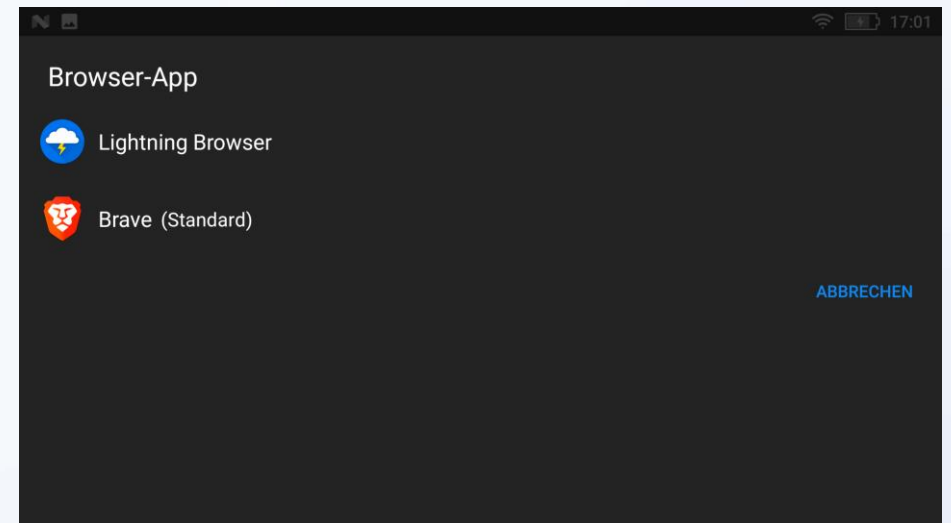 17:01
Browser-App
Lightning Browser
Brave (Standard)
ABBRECHEN